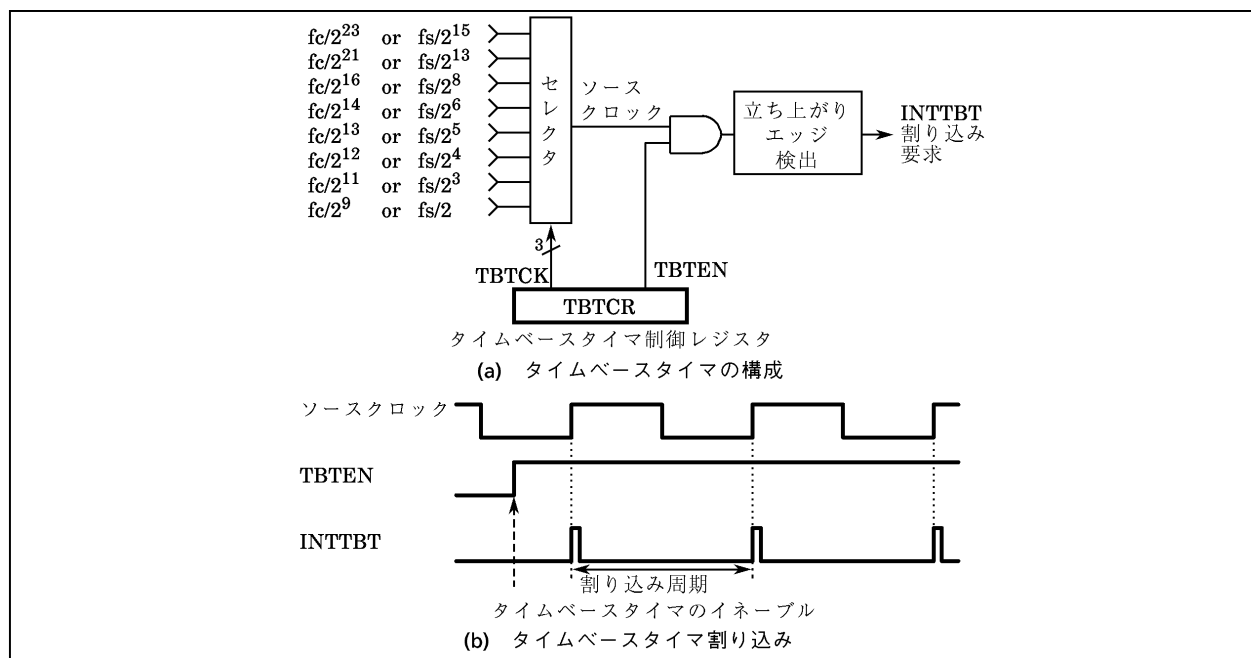 fc/2^23 or fs/2^15
fc/2^21 or fs/2^13
fc/2^16 or fs/2^8
fc/2^14 or fs/2^6
fc/2^13 or fs/2^5
fc/2^12 or fs/2^4
fc/2^11 or fs/2^3
fc/2^9 or fs/2
セレクタ
ソース
クロック
立ち上がり
エッジ
検出
INTTBT
割り込み
要求
3
TBTCK
TBTEN
TBTCR
タイムベースタイマ制御レジスタ
(a) タイムベースタイマの構成
ソースクロック
TBTEN
INTTBT
割り込み周期
タイムベースタイマのイネーブル
(b) タイムベースタイマ割り込み